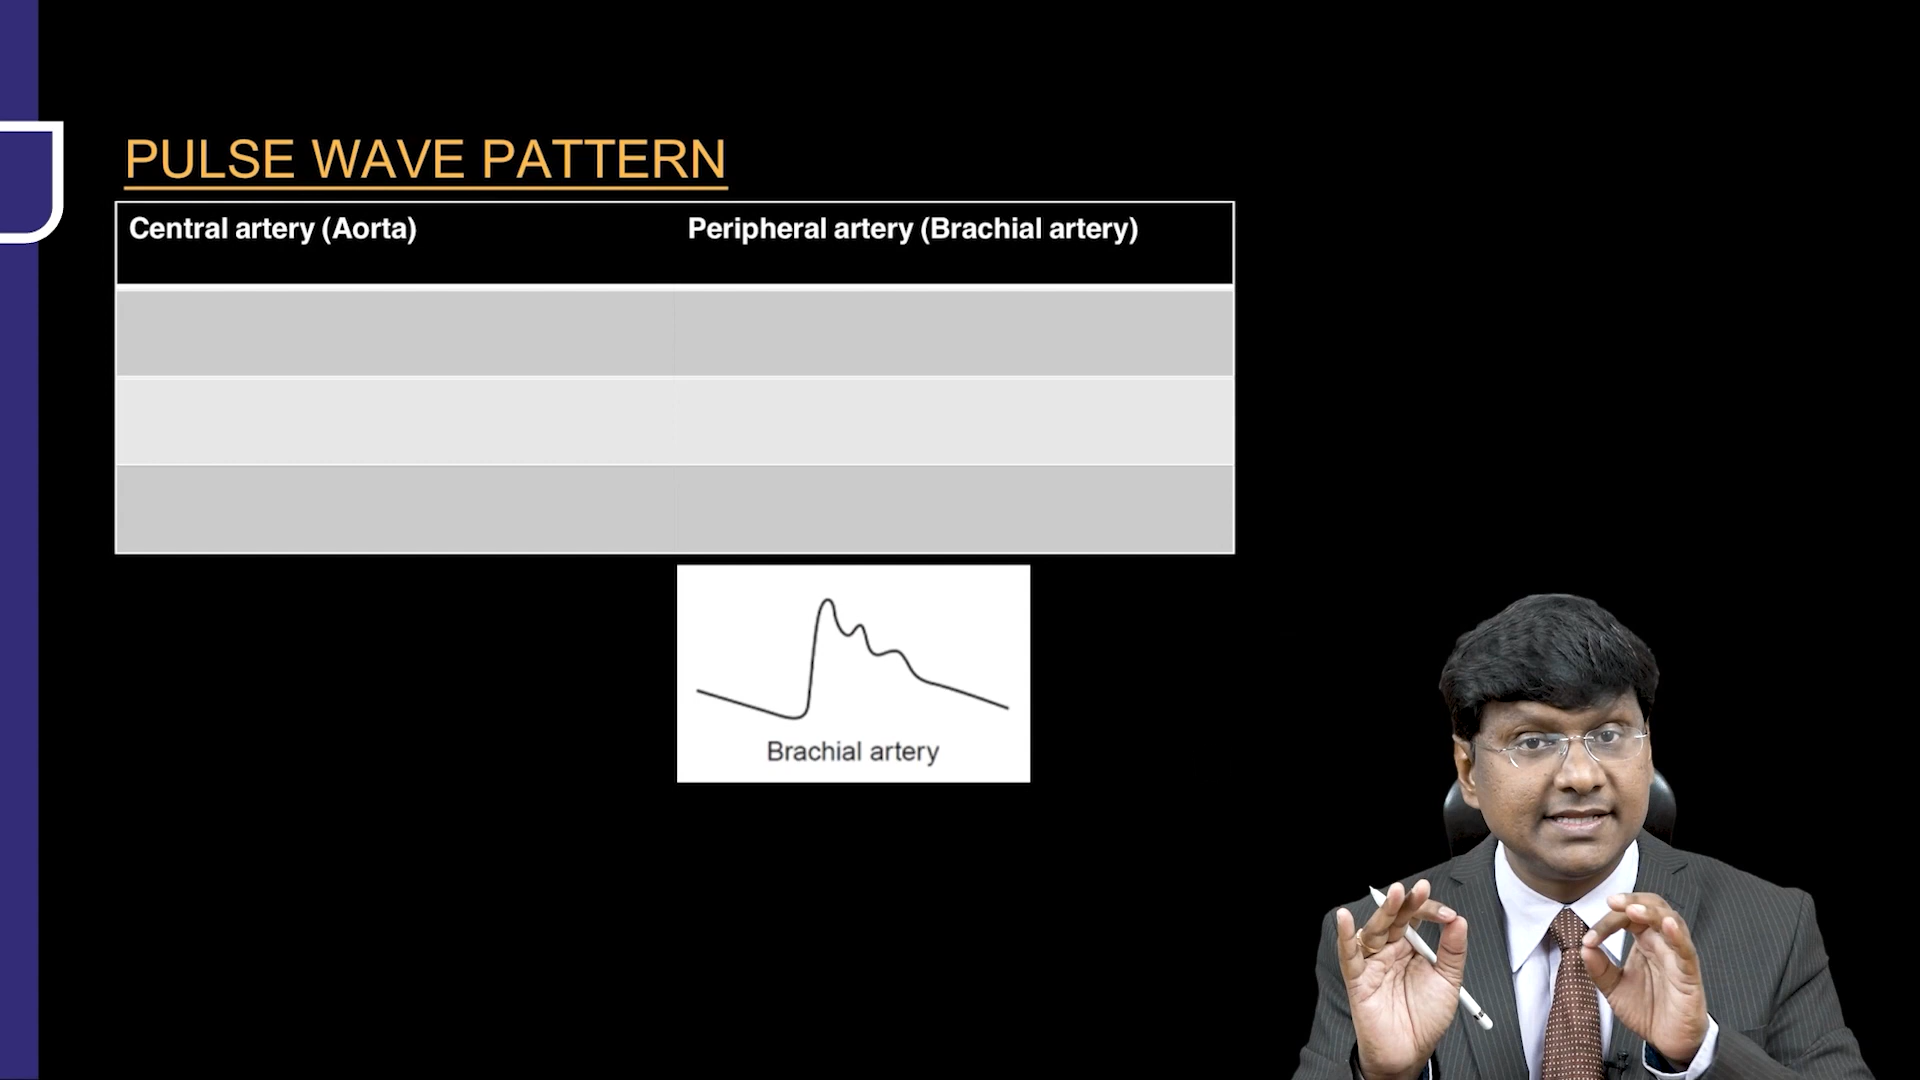 PULSE WAVE PATTERN
Central artery (Aorta)
Peripheral artery (Brachial artery)
Brachial artery